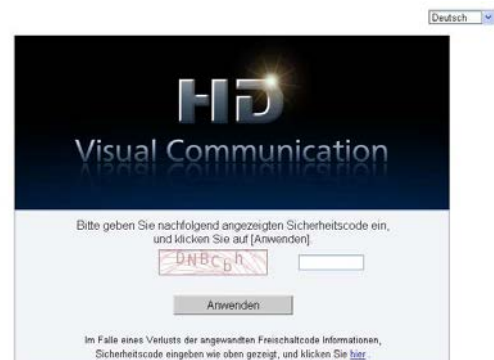 Deutsch
HD
Visual Communication
Bitte geben Sie nachfolgend angezeigten Sicherheitscode ein,
und klicken Sie auf [Anwenden].
DNBCbh
Anwenden
Im Falle eines Verlusts der angewandten Freischaltcode Informationen,
Sicherheitscode eingeben wie oben gezeigt, und klicken Sie hier.